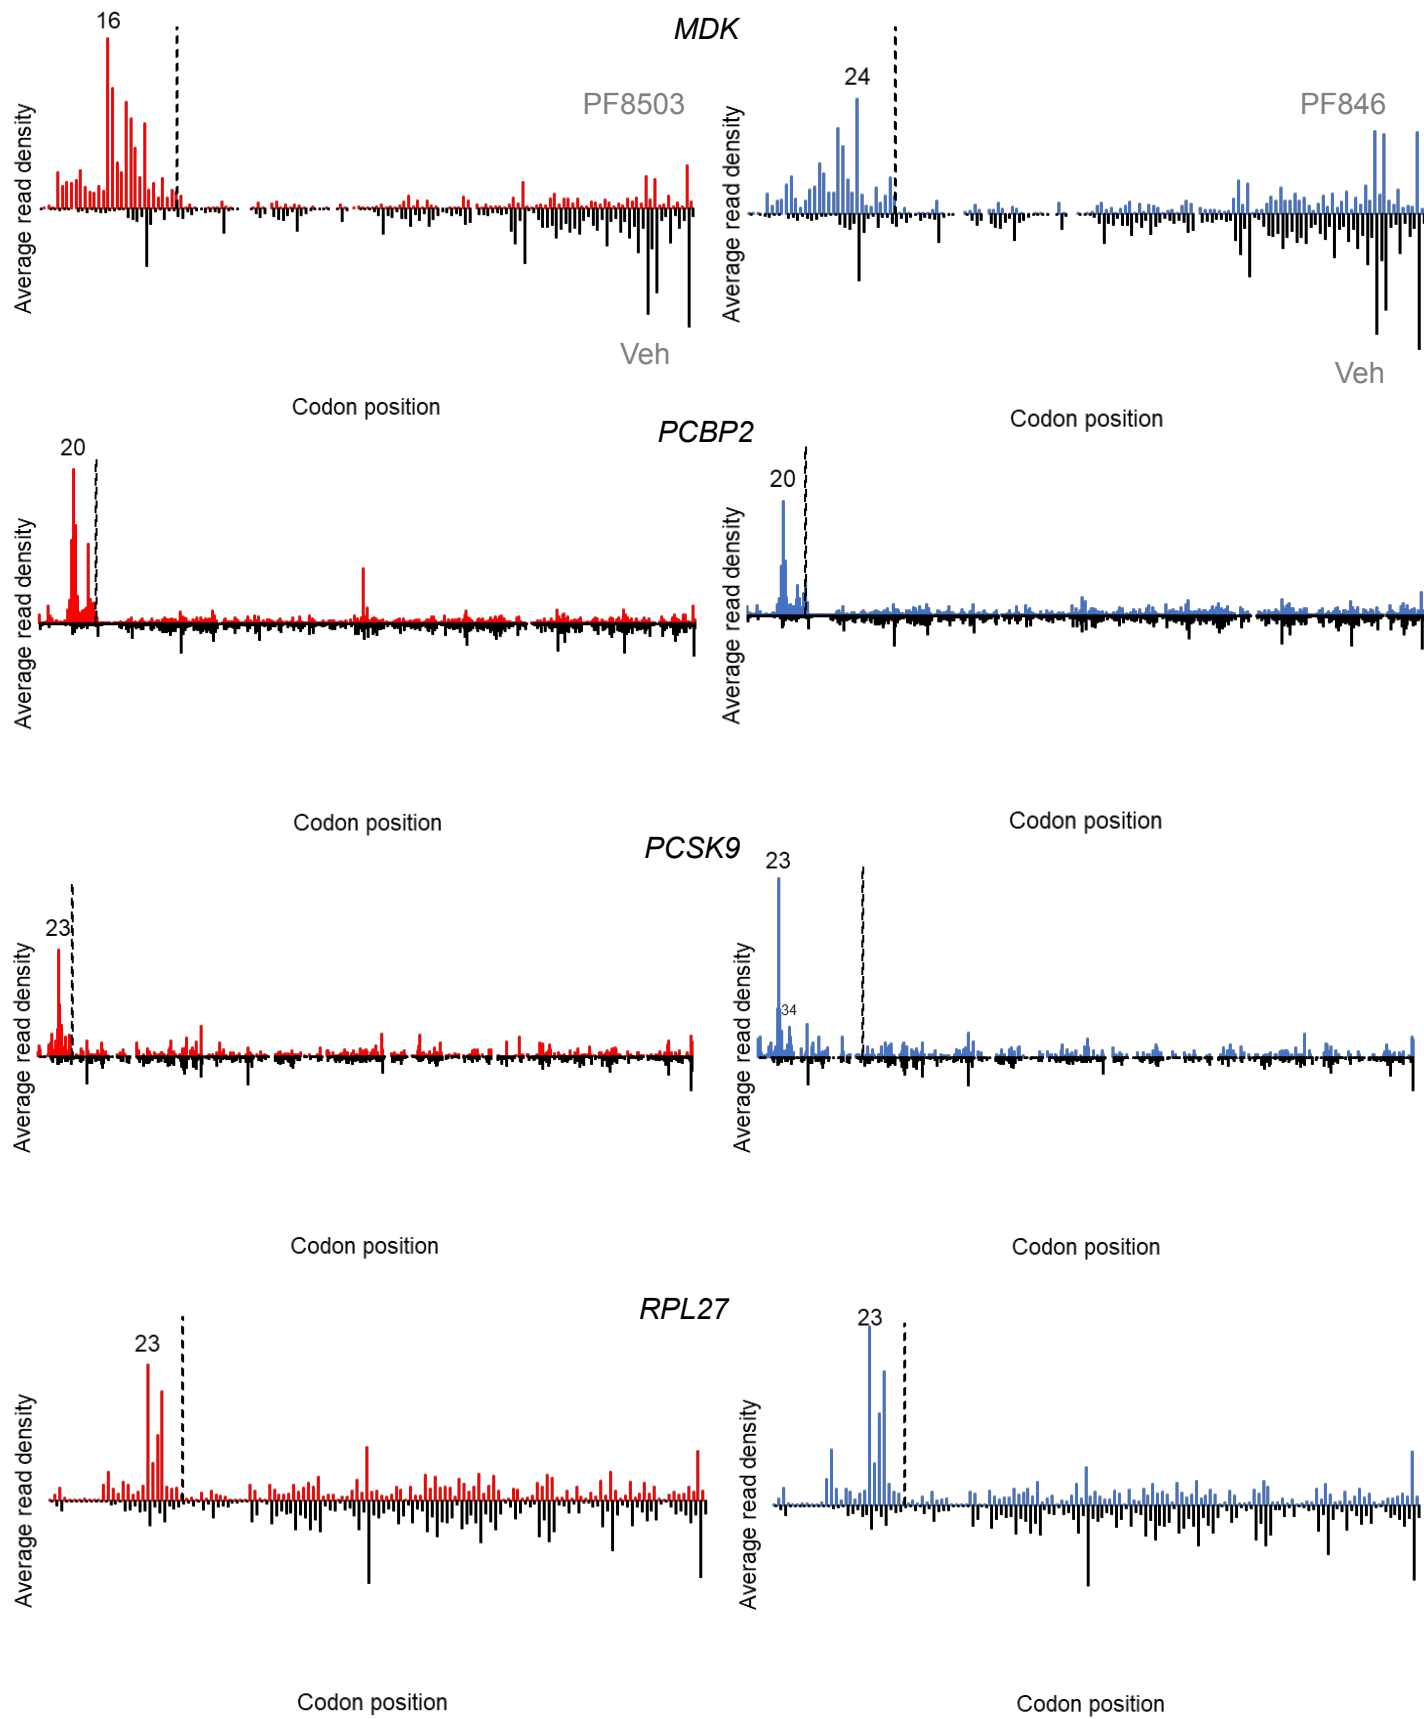 16
MDK
24
PF8503
PF846
Average read density
Average read density
Veh
Veh
Codon position
Codon position
PCBP2
20
20
Average read density
Average read density
Codon position
Codon position
PCSK9
23
23
34
Average read density
Average read density
Codon position
Codon position
RPL27
23
23
Average read density
Average read density
Codon position
Codon position